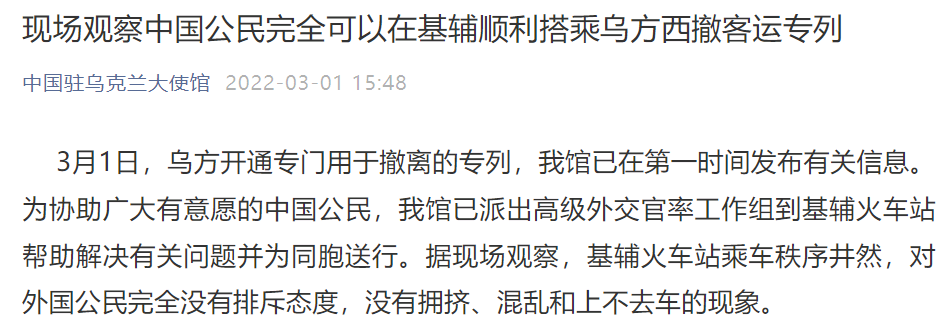 现场观察中国公民完全可以在基辅顺利搭乘乌方西撤客运专列
中国驻乌克兰大使馆 2022-03-01 15:48
3月1日，乌方开通专门用于撤离的专列，我馆已在第一时间发布有关信息。
为协助广大有意愿的中国公民，我馆已派出高级外交官率工作组到基辅火车站
帮助解决有关问题并为同胞送行。据现场观察，基辅火车站乘车秩序井然，对
外国公民完全没有排斥态度，没有拥挤、混乱和上不去车的现象。